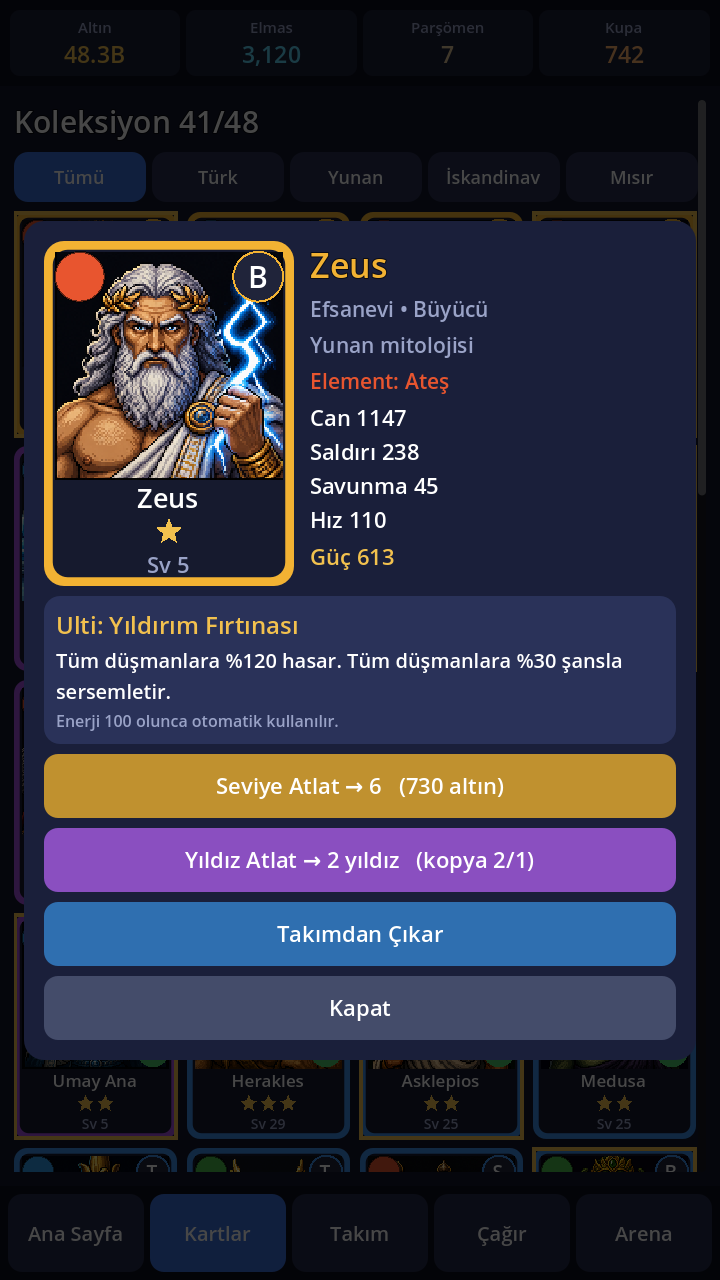 Altın
48.3B
Elmas
3,120
Parşömen
7
Kupa
742
Koleksiyon 41/48
Tümü
Türk
Yunan
İskandinav
Mısır
B
Zeus
Sv 5
Zeus
Efsanevi • Büyücü
Yunan mitolojisi
Element: Ateş
Can 1147
Saldırı 238
Savunma 45
Hız 110
Güç 613
Ulti: Yıldırım Fırtınası
Tüm düşmanlara %120 hasar. Tüm düşmanlara %30 şansla
sersemletir.
Enerji 100 olunca otomatik kullanılır.
Seviye Atlat → 6 (730 altın)
Yıldız Atlat → 2 yıldız (kopya 2/1)
Takımdan Çıkar
Kapat
Umay Ana
Sv 5
Herakles
Sv 29
Asklepios
Sv 25
Medusa
Sv 25
T
T
S
Ana Sayfa
Kartlar
Takım
Çağır
Arena